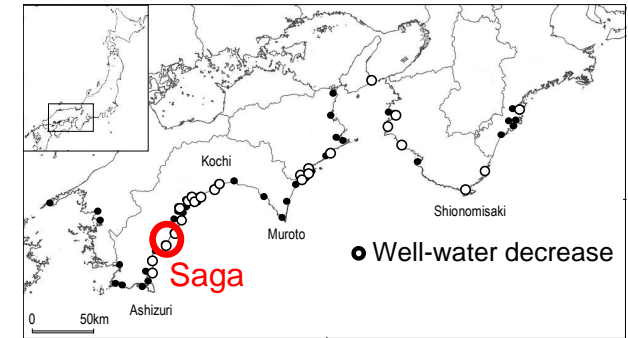 Kochi
Shionomisaki
Muroto
Well-water decrease
Saga
Ashizuri
0 50km